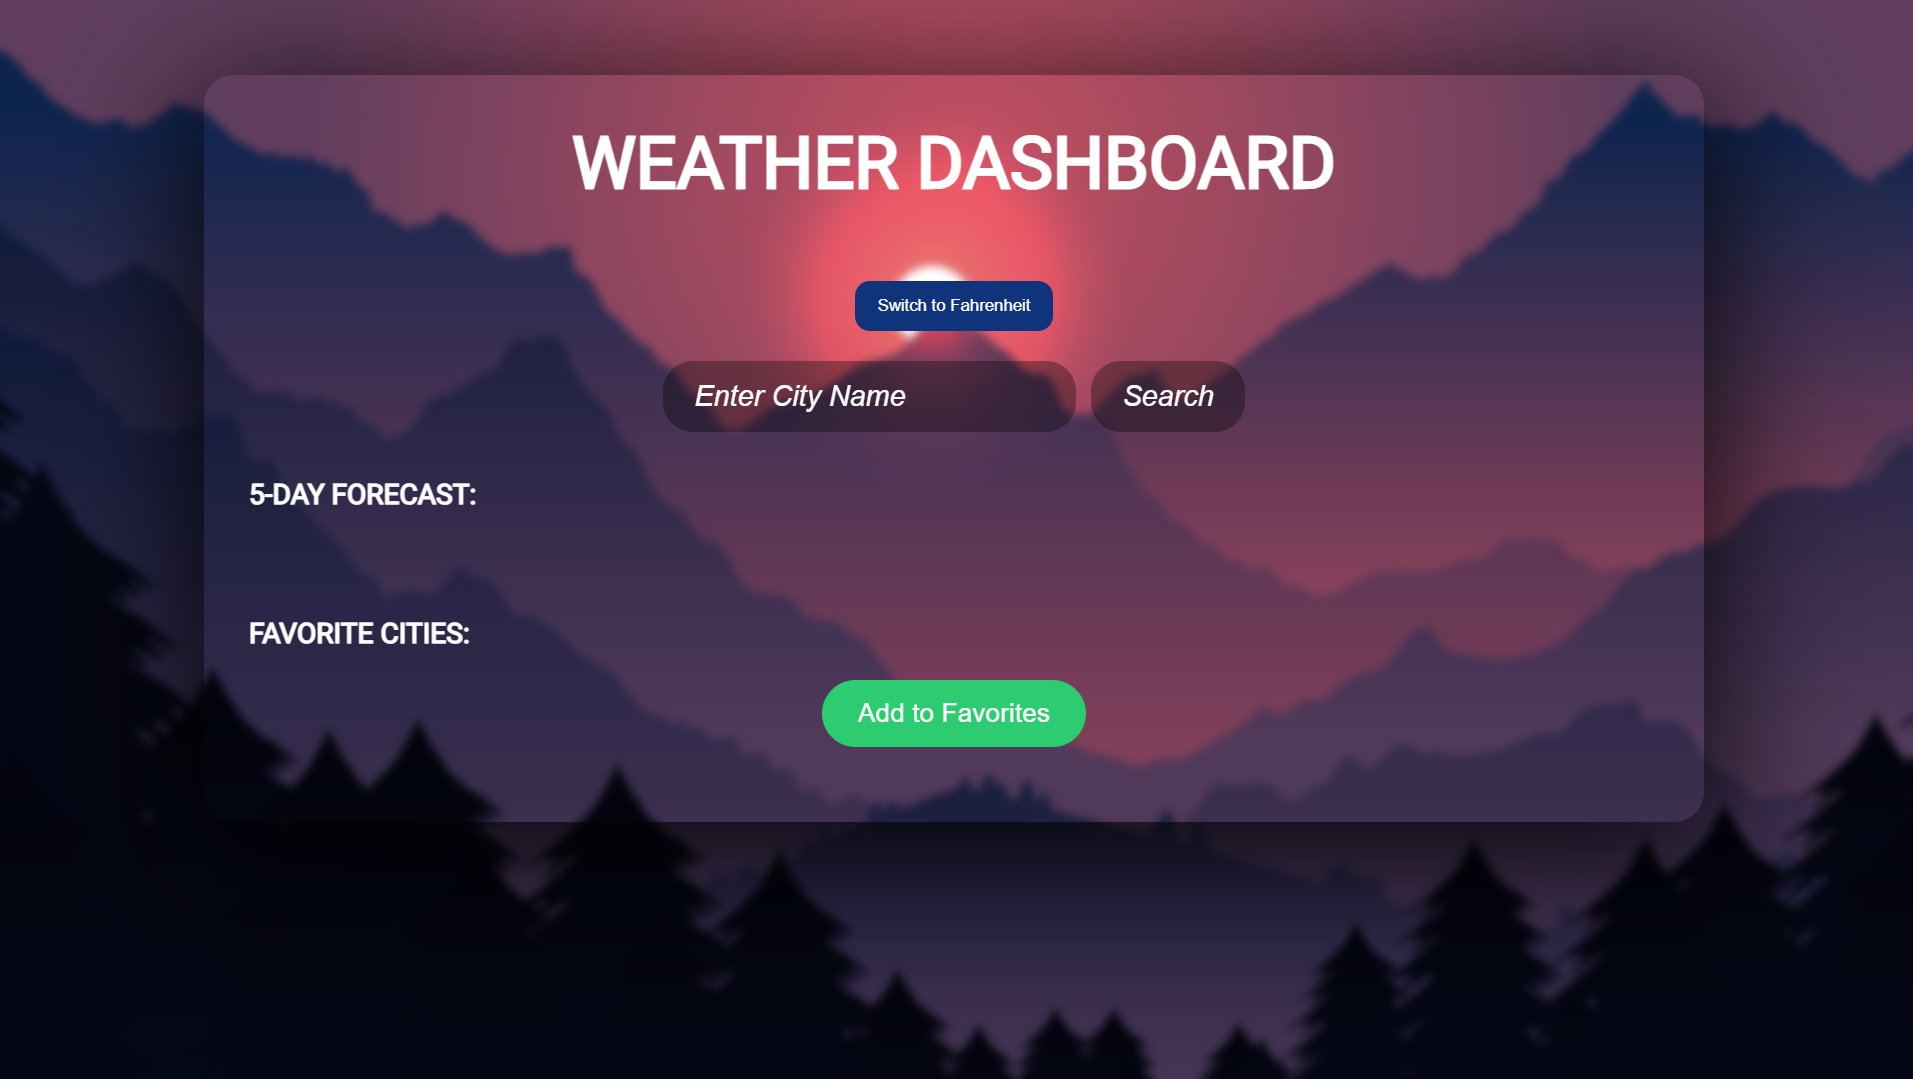 WEATHER DASHBOARD
Switch to Fahrenheit
Enter City Name
Search
5-DAY FORECAST:
FAVORITE CITIES:
Add to Favorites